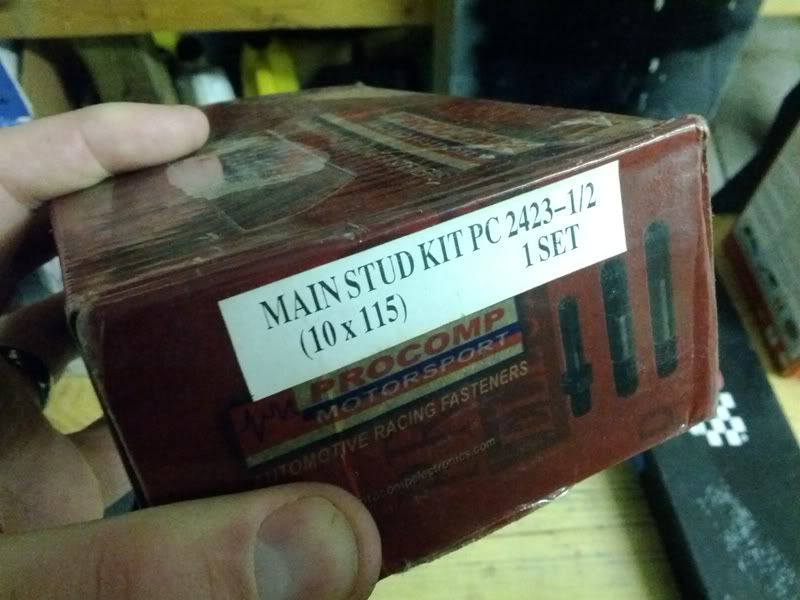 MAIN STUD KIT PC 2423-1/2
(10 x 115) 1 SET
PROCOMP
MOTORSPORT
AUTOMOTIVE RACING FASTENERS